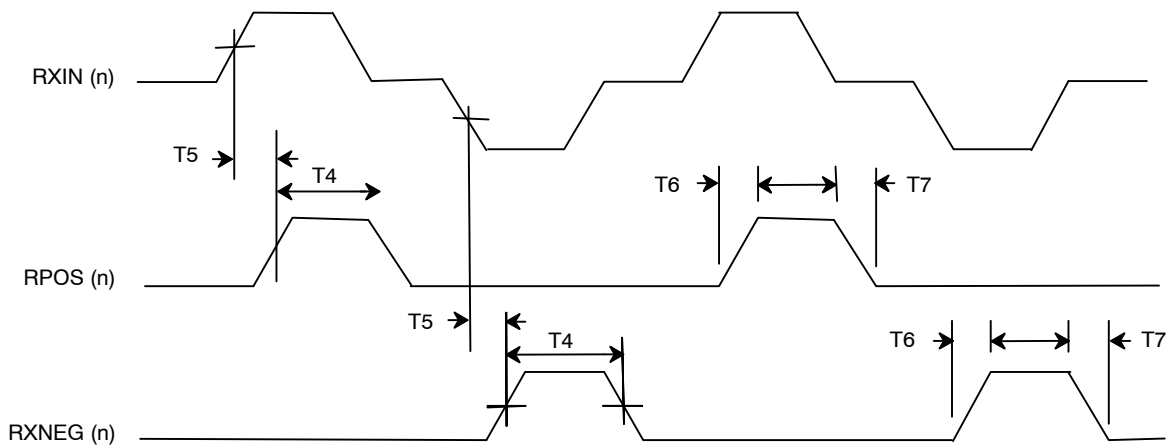 RXIN (n)
T5
T4
T6
T7
RPOS (n)
T5
T4
T6
T7
RXNEG (n)